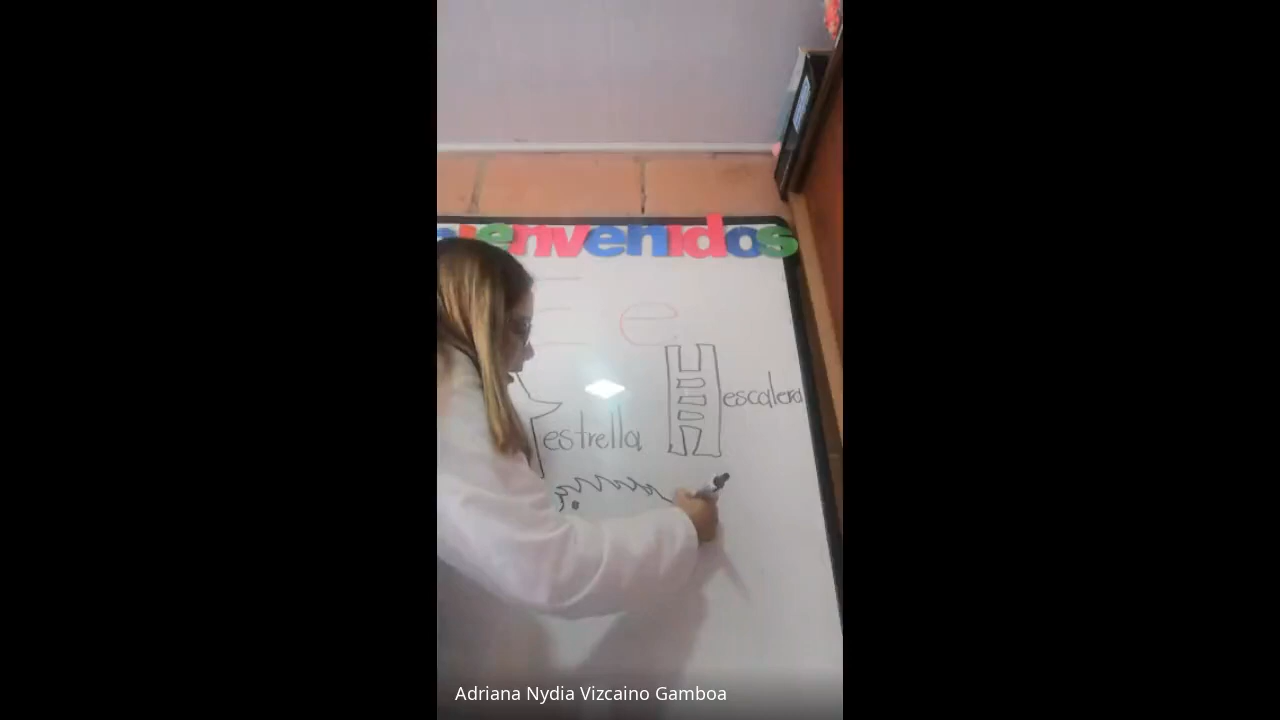 bienvenidos
E e
escalera
estrella
Adriana Nydia Vizcaino Gamboa